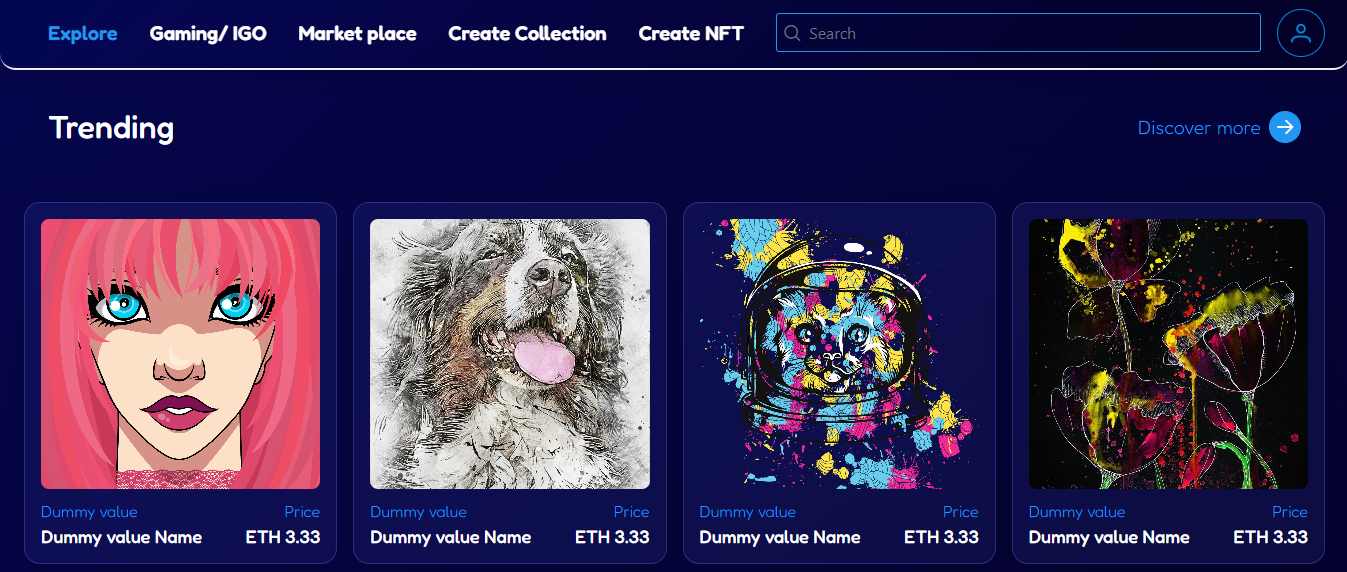 Explore Gaming/ IGO Market place Create Collection Create NFT Search
Trending Discover more
Dummy value Price Dummy value Price Dummy value Price Dummy value Price
Dummy value Name ETH 3.33 Dummy value Name ETH 3.33 Dummy value Name ETH 3.33 Dummy value Name ETH 3.33